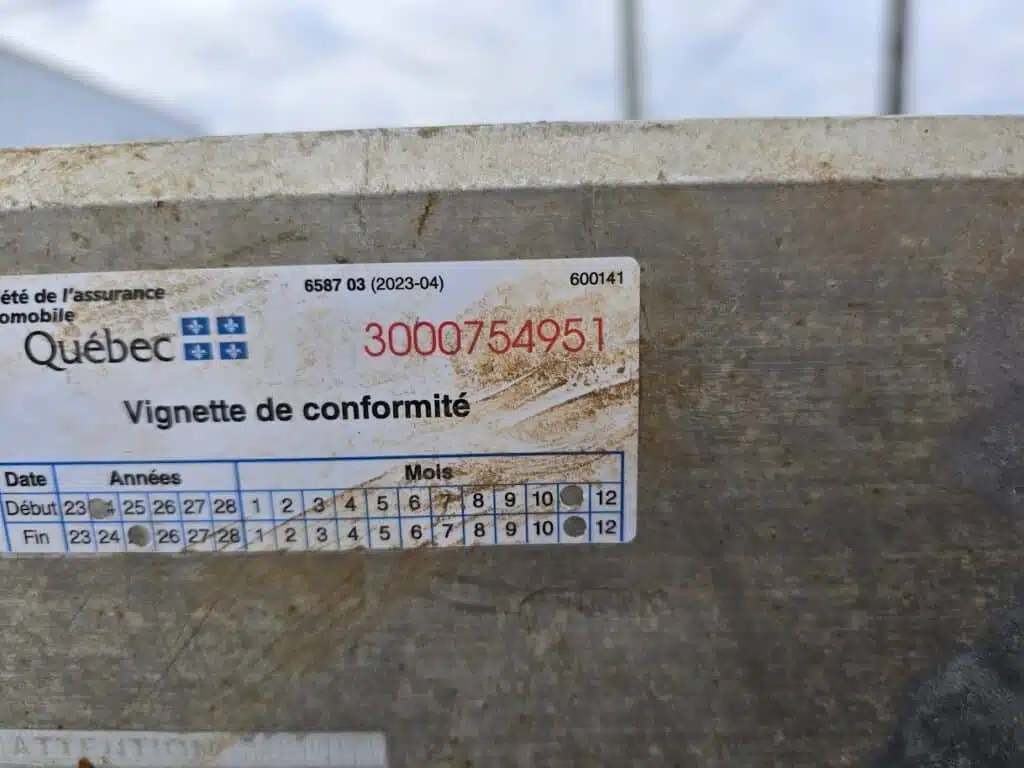 6587 03 (2023-04) 600141
été de l'assurance
omobile
Québec
3000754951
Vignette de conformité
Date Années Mois
Début 23 25 26 27 28 1 2 3 4 5 6 7 8 9 10 12
Fin 23 24 26 27 28 1 2 3 4 5 6 7 8 9 10 12
ATTENTION